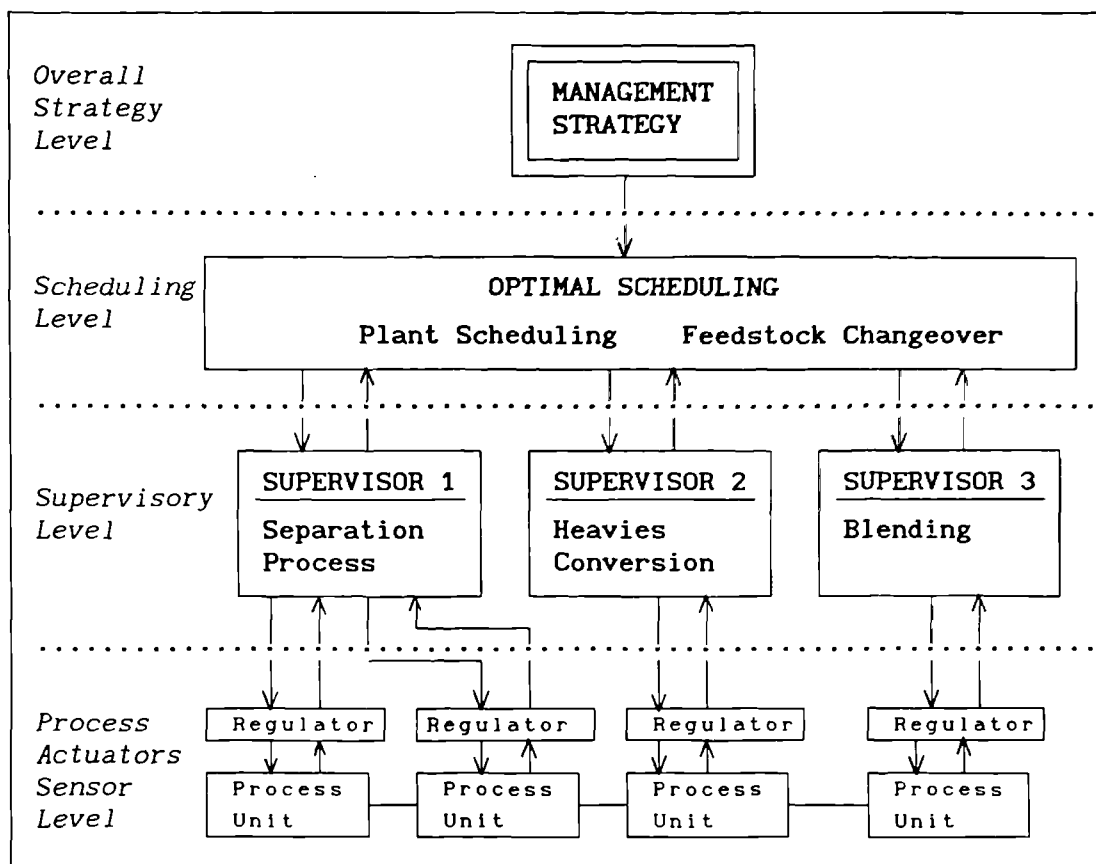 Overall
Strategy
Level
MANAGEMENT
STRATEGY
Scheduling
Level
OPTIMAL SCHEDULING
Plant Scheduling Feedstock Changeover
Supervisory
Level
SUPERVISOR 1
Separation
Process
SUPERVISOR 2
Heavies
Conversion
SUPERVISOR 3
Blending
Process
Actuators
Sensor
Level
Regulator
Regulator
Regulator
Regulator
Process
Unit
Process
Unit
Process
Unit
Process
Unit